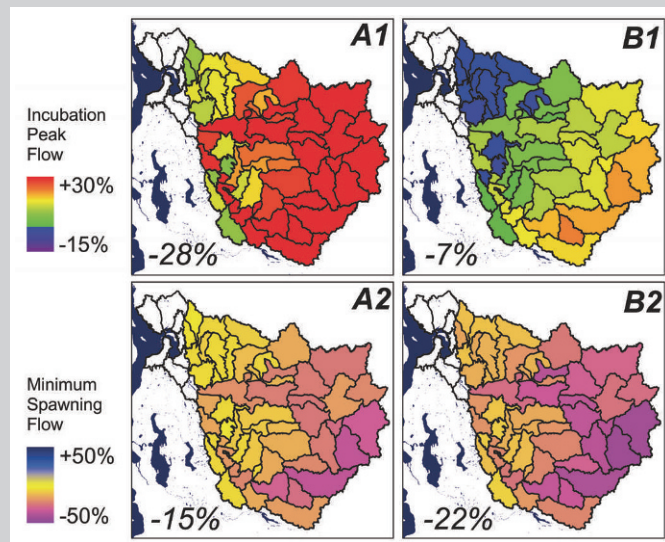 A1
B1
Incubation
Peak
Flow
+30%
-15%
-28%
-7%
A2
B2
Minimum
Spawning
Flow
+50%
-50%
-15%
-22%